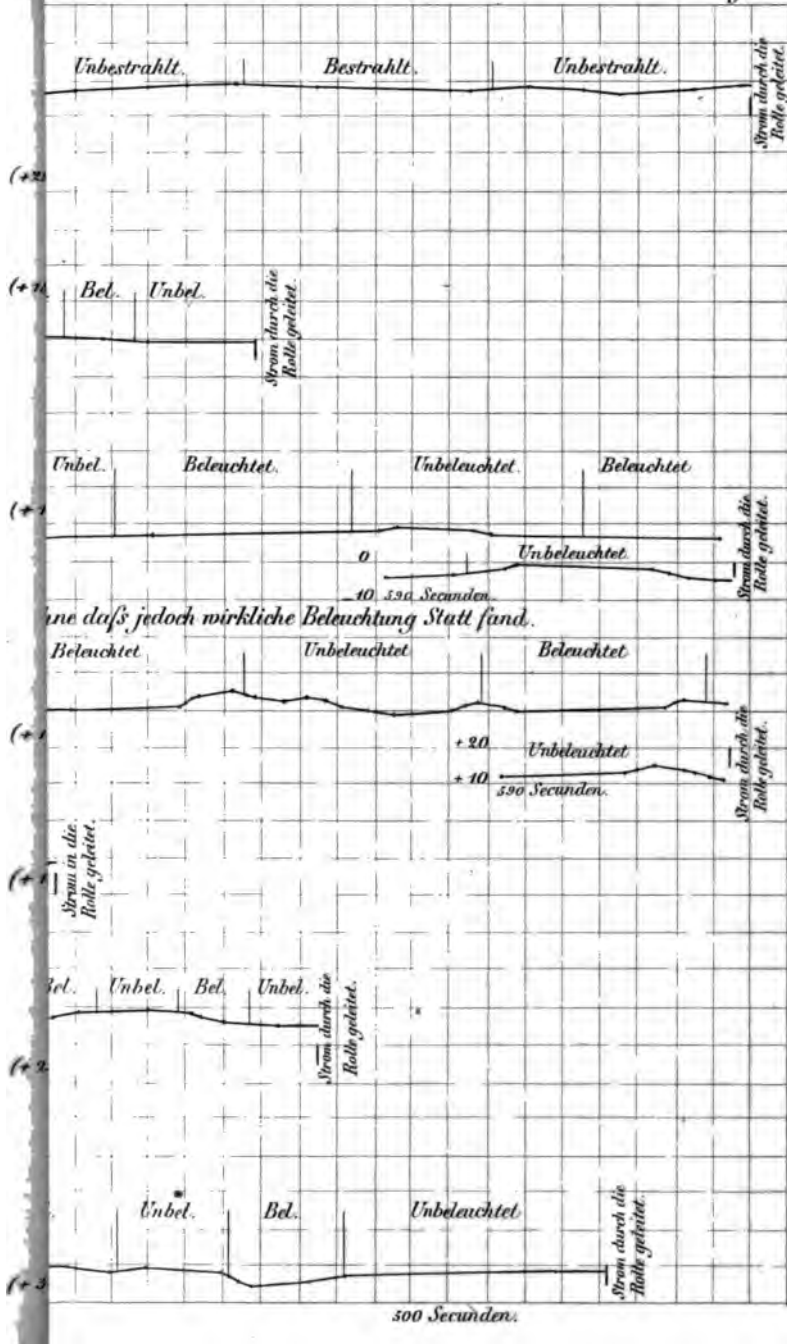 Unbestrahlt. Bestrahlt. Unbestrahlt.
Strom durch die
Rolle geleitet.
Bel. Unbel.
Strom durch die
Rolle geleitet.
Unbel. Beleuchtet. Unbeleuchtet. Beleuchtet
Strom durch die
Rolle geleitet.
0 Unbeleuchtet
10 590 Secunden.
hne daſs jedoch wirkliche Beleuchtung Statt fand.
Beleuchtet Unbeleuchtet Beleuchtet
+ 20 Unbeleuchtet
+ 10 590 Secunden.
Strom durch die
Rolle geleitet.
Strom in die
Rolle geleitet.
Bel. Unbel. Bel. Unbel.
Strom durch die
Rolle geleitet.
Unbel. Bel. Unbeleuchtet
Strom durch die
Rolle geleitet.
500 Secunden.